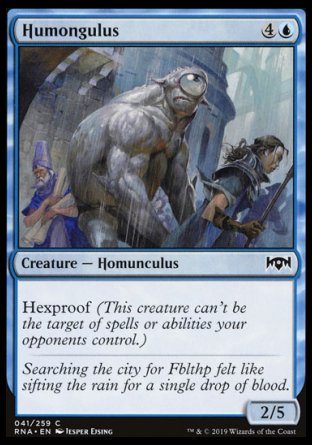 Humongulus 4
Creature — Homunculus
Hexproof (This creature can't be
the target of spells or abilities your
opponents control.)
Searching the city for Fblthp felt like
sifting the rain for a single drop of blood.
2/5
041/259 C
RNA • EN Jesper Eising
™ & © 2019 Wizards of the Coast